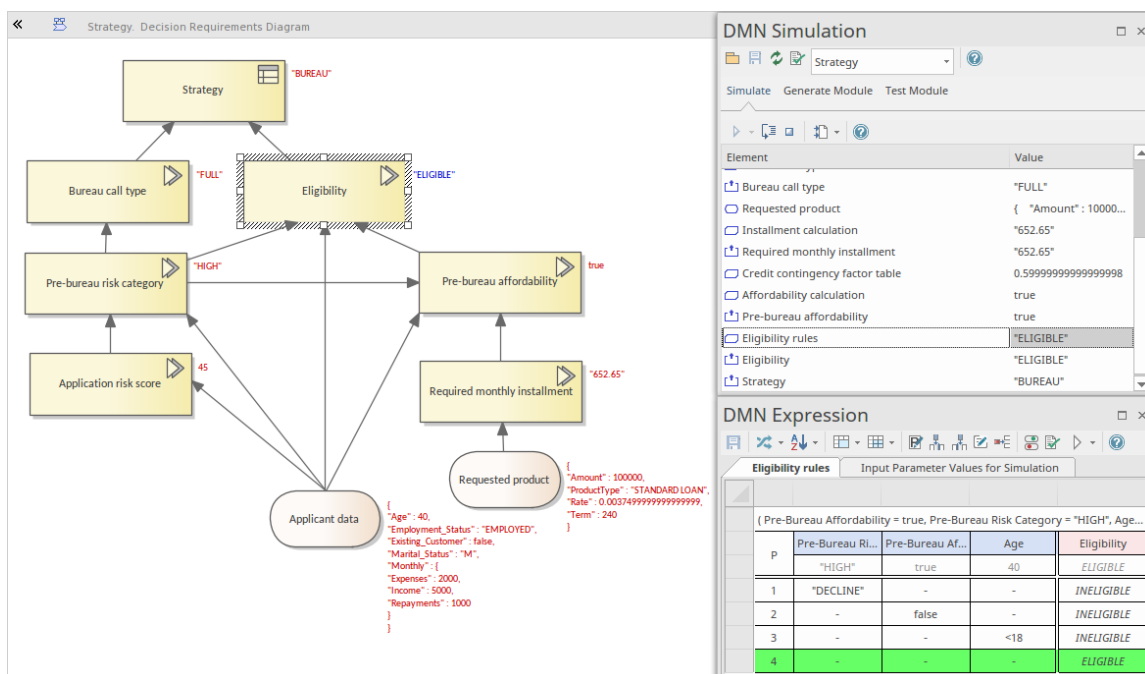 Strategy. Decision Requirements Diagram
Strategy
"BUREAU"
Bureau call type
"FULL"
Eligibility
"ELIGIBLE"
Pre-bureau risk category
"HIGH"
Pre-bureau affordability
true
Application risk score
45
Required monthly installment
"652.65"
Requested product
{
"Amount" : 100000,
"ProductType" : "STANDARD LOAN",
"Rate" : 0.0037499999999999999,
"Term" : 240
}
Applicant data
{
"Age" : 40,
"Employment_Status" : "EMPLOYED",
"Existing_Customer" : false,
"Marital_Status" : "M",
"Monthly" : {
"Expenses" : 2000,
"Income" : 5000,
"Repayments" : 1000
}
}
DMN Simulation
Strategy
Simulate Generate Module Test Module
Element Value
Bureau call type "FULL"
Requested product { "Amount" : 10000...
Installment calculation "652.65"
Required monthly installment "652.65"
Credit contingency factor table 0.59999999999999998
Affordability calculation true
Pre-bureau affordability true
Eligibility rules "ELIGIBLE"
Eligibility "ELIGIBLE"
Strategy "BUREAU"
DMN Expression
Eligibility rules Input Parameter Values for Simulation
( Pre-Bureau Affordability = true, Pre-Bureau Risk Category = "HIGH", Age...
P Pre-Bureau Ri... Pre-Bureau Af... Age Eligibility
"HIGH" true 40 ELIGIBLE
1 "DECLINE" - - INELIGIBLE
2 - false - INELIGIBLE
3 - - <18 INELIGIBLE
4 - - - ELIGIBLE